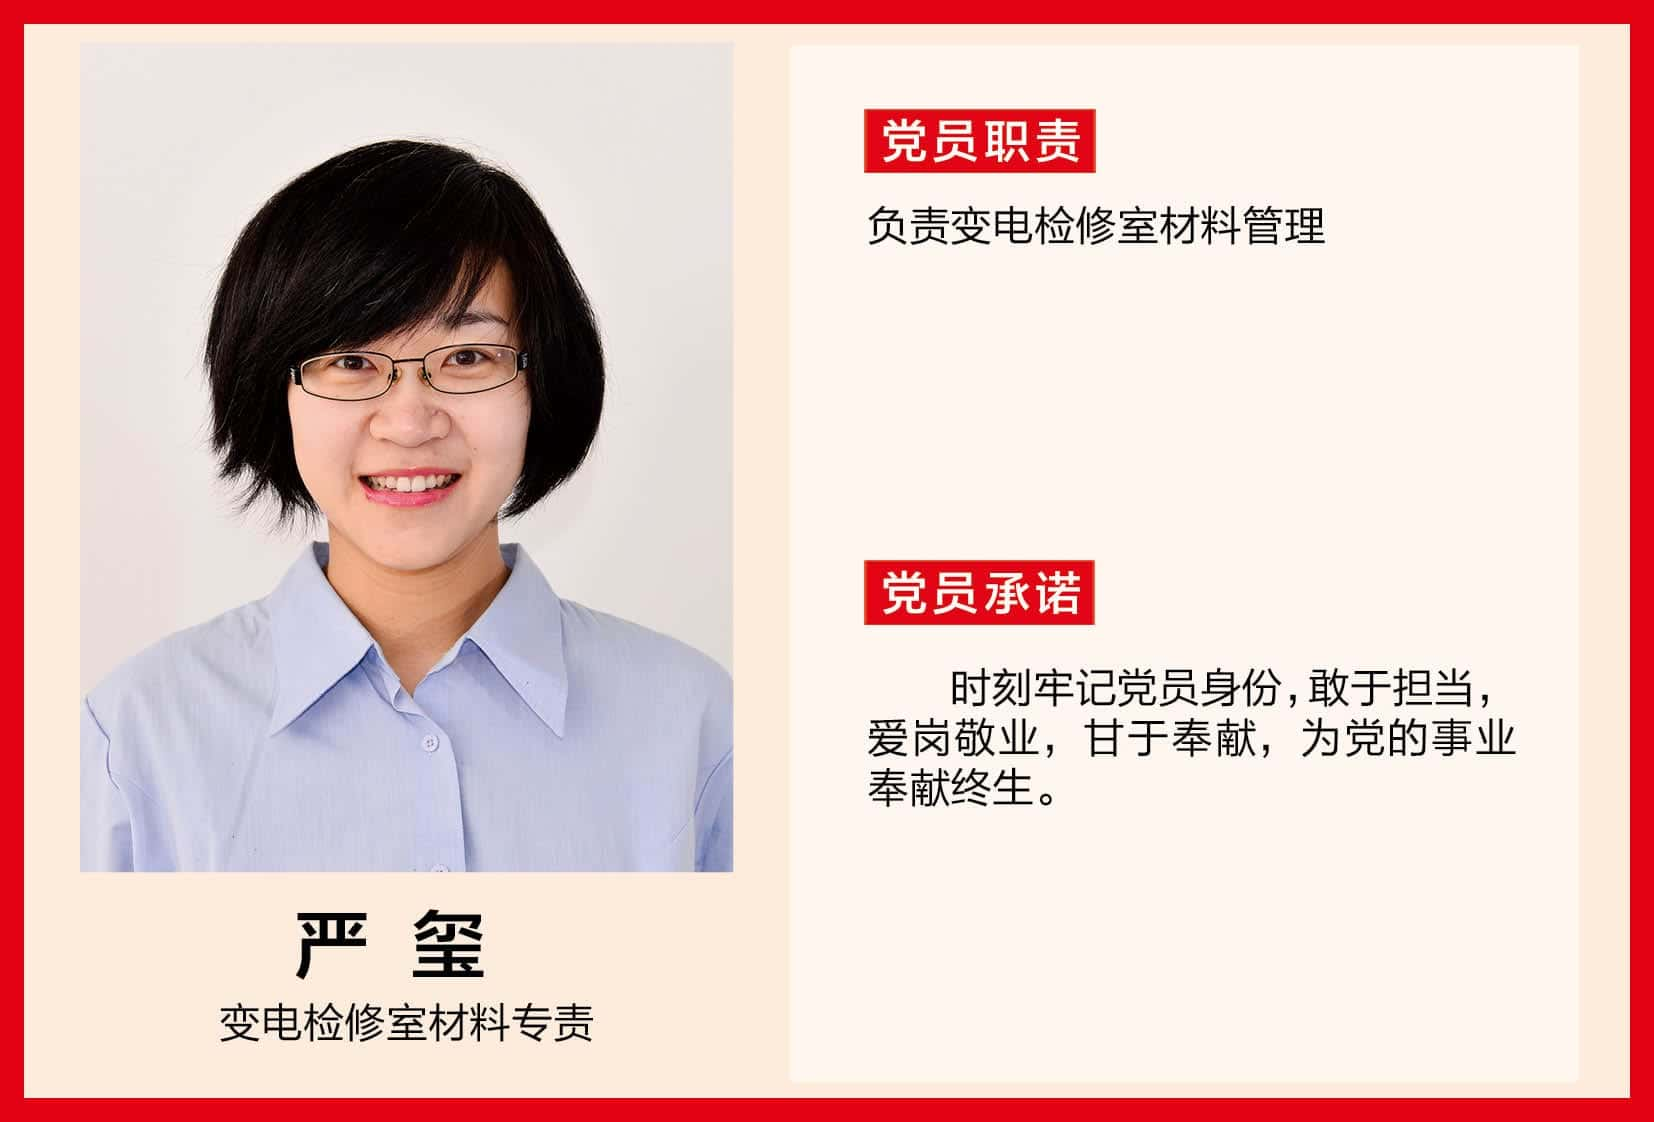 严 玺
变电检修室材料专责
党员职责
负责变电检修室材料管理
党员承诺
时刻牢记党员身份，敢于担当，
爱岗敬业，甘于奉献，为党的事业
奉献终生。